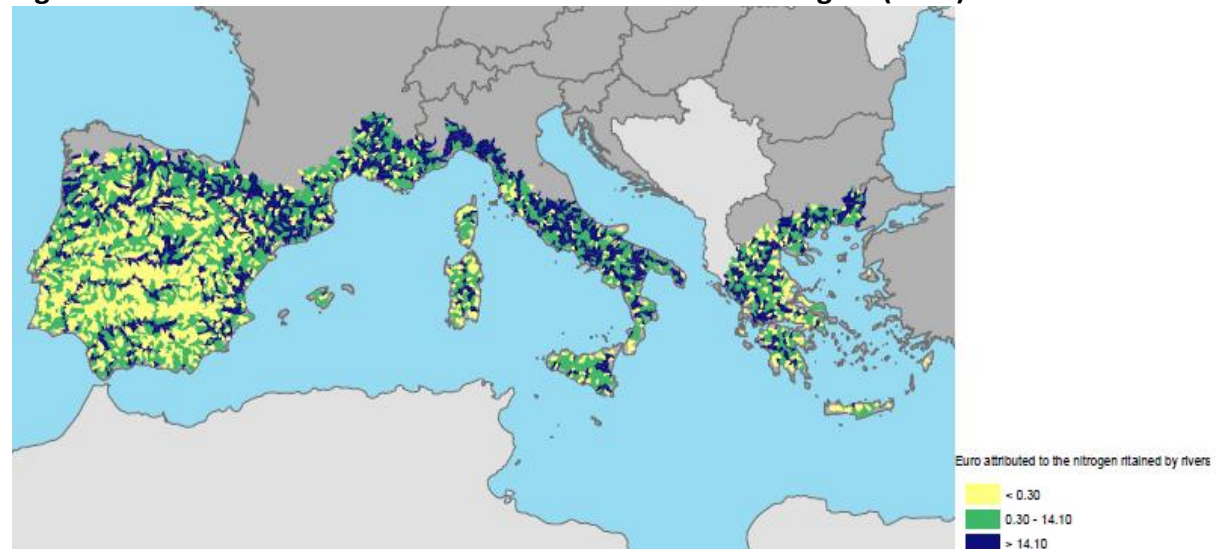 Euro attributed to the nitrogen ritained by rivers
< 0.30
0.30 - 14.10
> 14.10